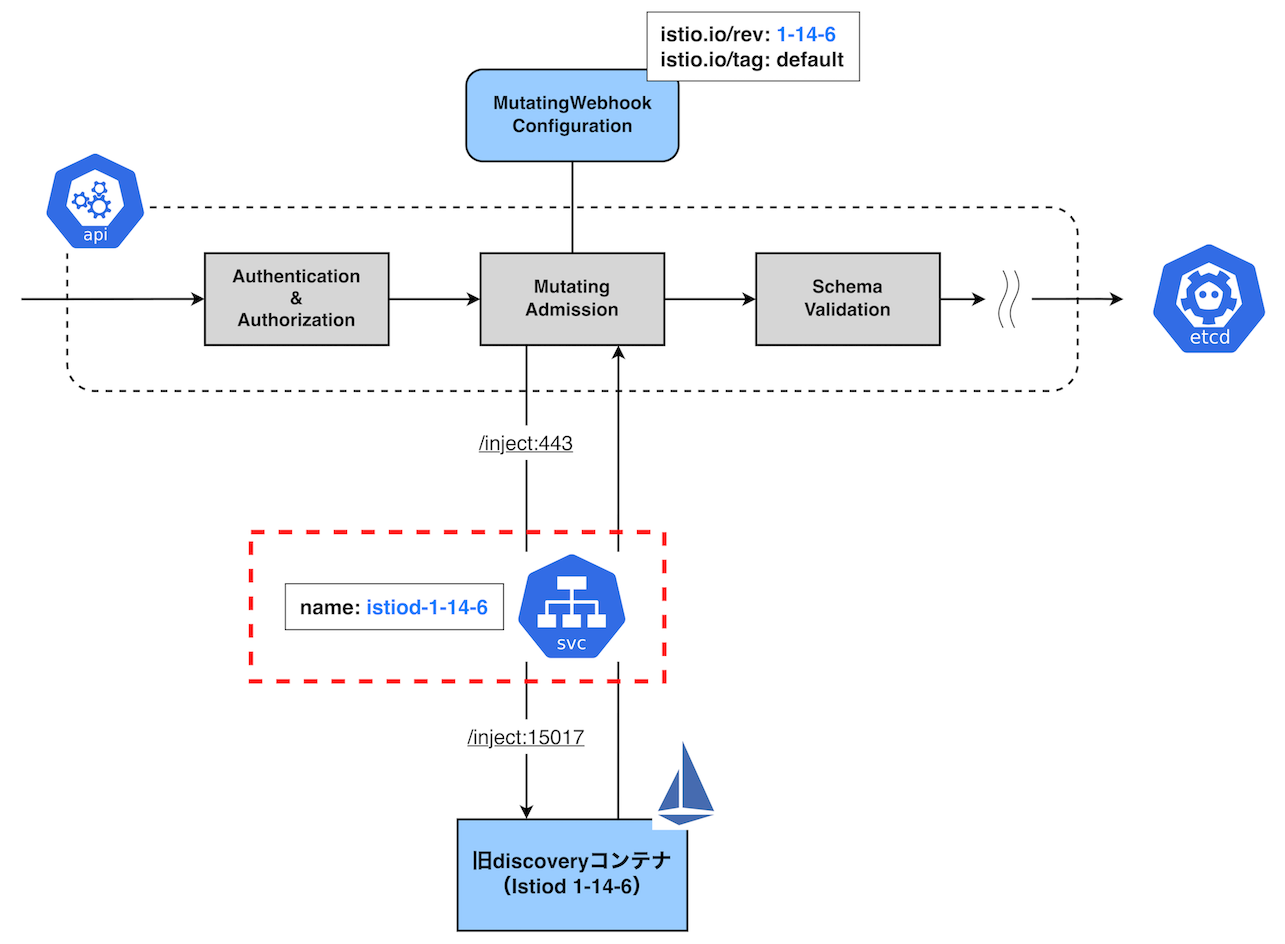 istio.io/rev: 1-14-6
istio.io/tag: default
MutatingWebhook
Configuration
api
Authentication
&
Authorization
Mutating
Admission
Schema
Validation
etcd
/inject:443
name: istiod-1-14-6
svc
/inject:15017
旧discoveryコンテナ
（Istiod 1-14-6）